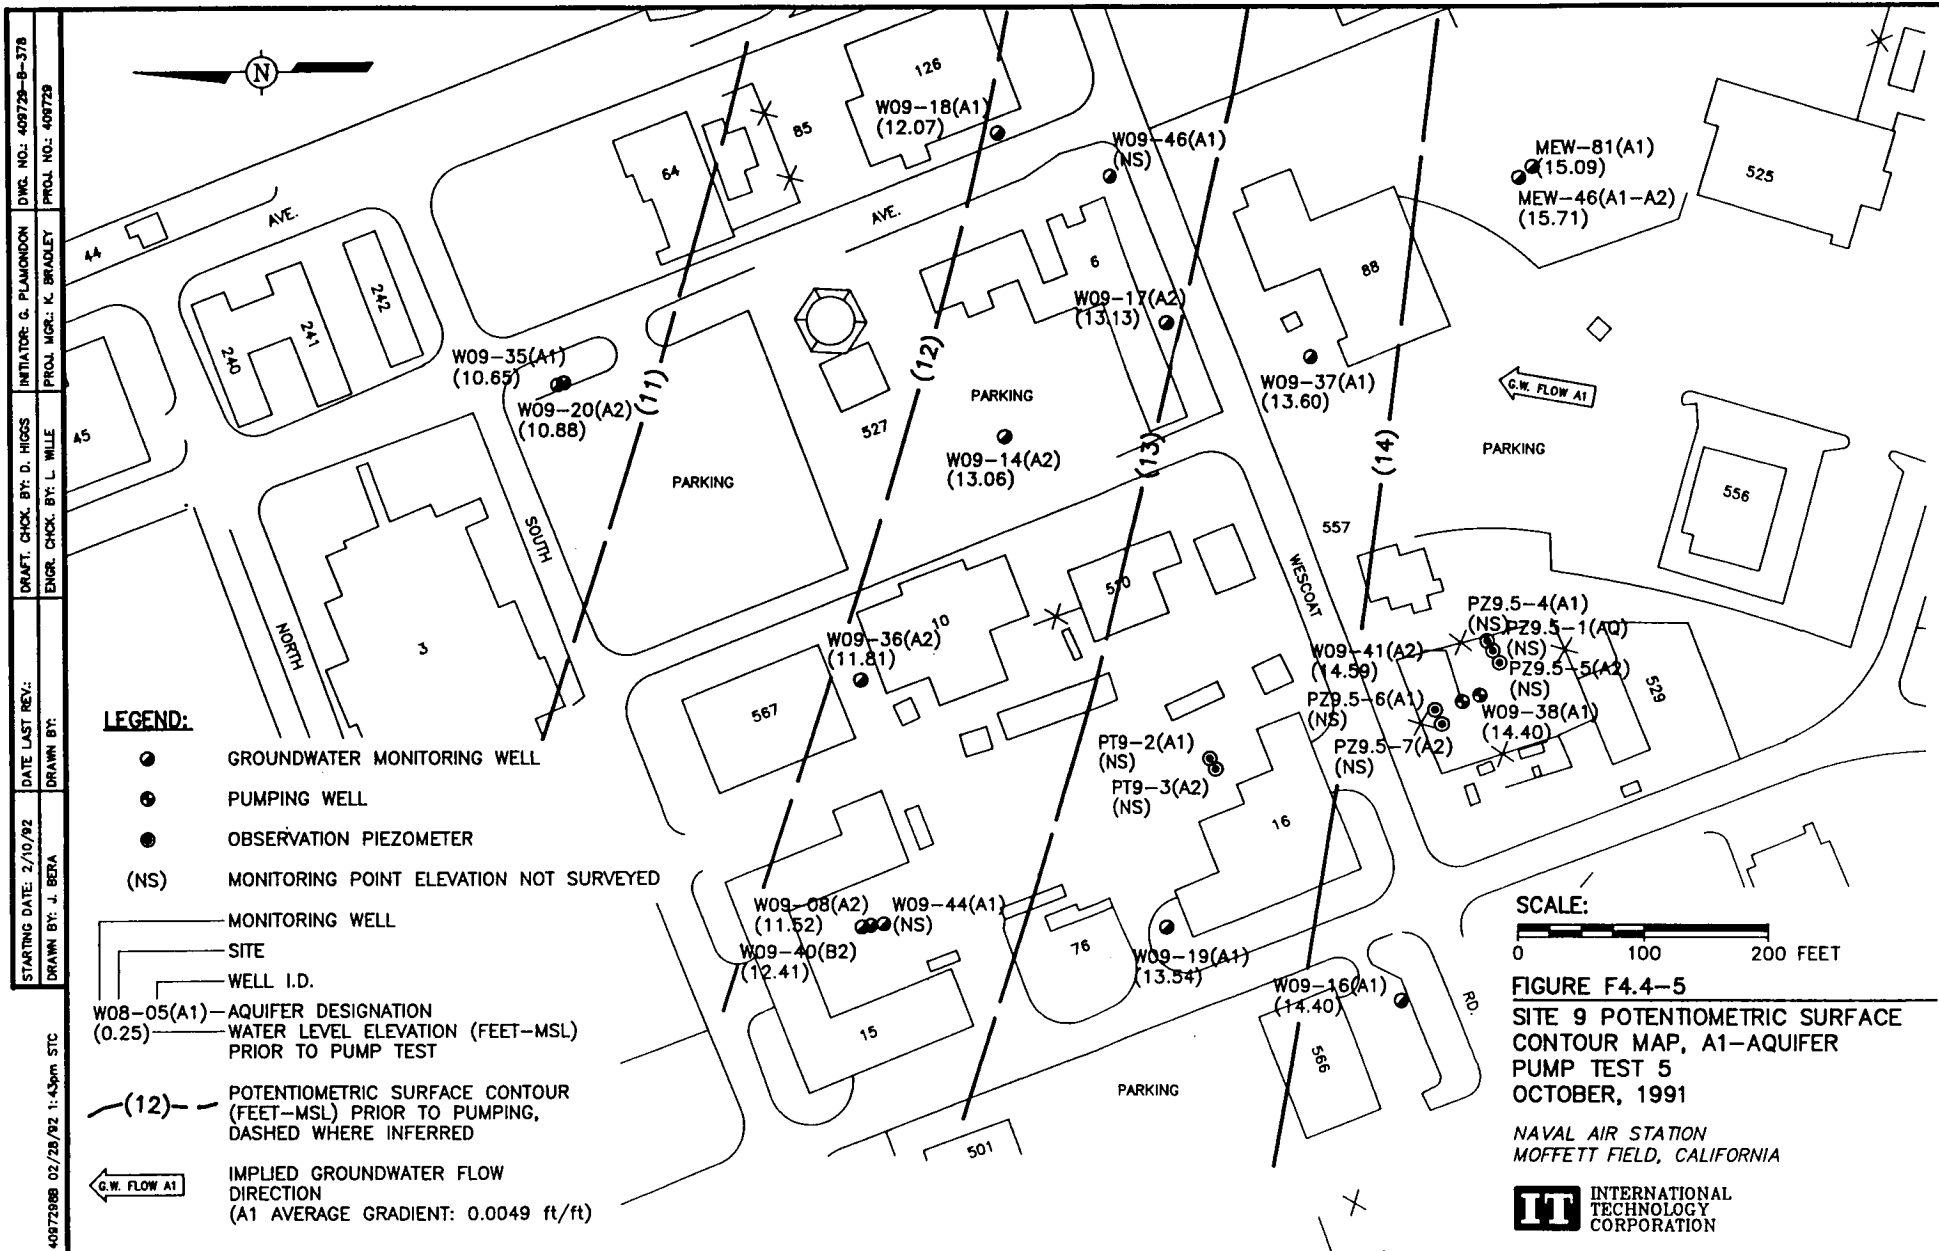 DWG. NO.: 409729-B-378
PROJ. NO.: 409729
INITIATOR: G. PLAMONDON
PROJ. MGR.: K. BRADLEY
DRAFT. CHCK. BY: D. HIGGS
ENGR. CHCK. BY: L. WILLE
DATE LAST REV.:
DRAWN BY:
STARTING DATE: 2/10/92
DRAWN BY: J. BERA
4097298B 02/28/92 1:43pm STC
N
126
W09-18(A1)
(12.07)
85
64
W09-46(A1)
(NS)
MEW-81(A1)
(15.09)
MEW-46(A1-A2)
(15.71)
525
AVE.
AVE.
44
242
241
240
45
6
88
W09-17(A2)
(13.13)
W09-35(A1)
(10.65)
W09-20(A2)
(10.88)
(11)
(12)
(13)
(14)
527
PARKING
PARKING
W09-14(A2)
(13.06)
W09-37(A1)
(13.60)
G.W. FLOW A1
PARKING
556
557
SOUTH
NORTH
WESCOAT
3
10
510
W09-36(A2)
(11.81)
567
PZ9.5-4(A1)
(NS)
PZ9.5-1(AQ)
(NS)
PZ9.5-5(A2)
(NS)
W09-41(A2)
(14.59)
PZ9.5-6(A1)
(NS)
PZ9.5-7(A2)
(NS)
W09-38(A1)
(14.40)
529
PT9-2(A1)
(NS)
PT9-3(A2)
(NS)
16
W09-08(A2)
(11.52)
W09-44(A1)
(NS)
W09-40(B2)
(12.41)
76
W09-19(A1)
(13.54)
W09-16(A1)
(14.40)
RD.
15
566
PARKING
501
LEGEND:
GROUNDWATER MONITORING WELL
PUMPING WELL
OBSERVATION PIEZOMETER
(NS) MONITORING POINT ELEVATION NOT SURVEYED
MONITORING WELL
SITE
WELL I.D.
W08-05(A1) AQUIFER DESIGNATION
(0.25) WATER LEVEL ELEVATION (FEET-MSL)
PRIOR TO PUMP TEST
(12) POTENTIOMETRIC SURFACE CONTOUR
(FEET-MSL) PRIOR TO PUMPING,
DASHED WHERE INFERRED
G.W. FLOW A1 IMPLIED GROUNDWATER FLOW
DIRECTION
(A1 AVERAGE GRADIENT: 0.0049 ft/ft)
SCALE:
0 100 200 FEET
FIGURE F4.4-5
SITE 9 POTENTIOMETRIC SURFACE
CONTOUR MAP, A1-AQUIFER
PUMP TEST 5
OCTOBER, 1991
NAVAL AIR STATION
MOFFETT FIELD, CALIFORNIA
IT INTERNATIONAL
TECHNOLOGY
CORPORATION